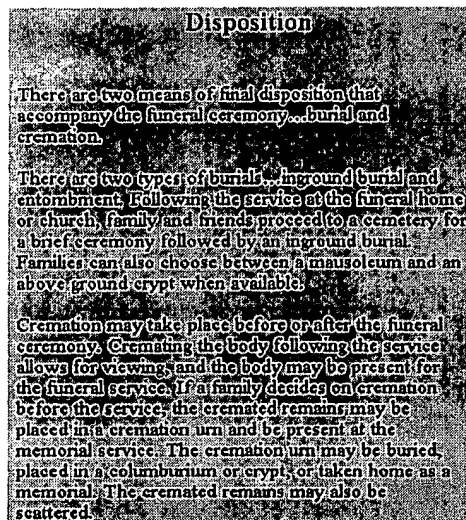 Disposition
There are two means of final disposition that
accompany the funeral ceremony...burial and
cremation.
There are two types of burials... inground burial and
entombment. Following the service at the funeral home
or church, family and friends proceed to a cemetery for
a brief ceremony followed by an inground burial.
Families can also choose between a mausoleum and an
above ground crypt when available.
Cremation may take place before or after the funeral
ceremony. Cremating the body following the service
allows for viewing, and the body may be present for
the funeral service. If a family decides on cremation
before the service, the cremated remains may be
placed in a cremation urn and be present at the
memorial service. The cremation urn may be buried,
placed in a columburium or crypt, or taken home as a
memorial. The cremated remains may also be
scattered.